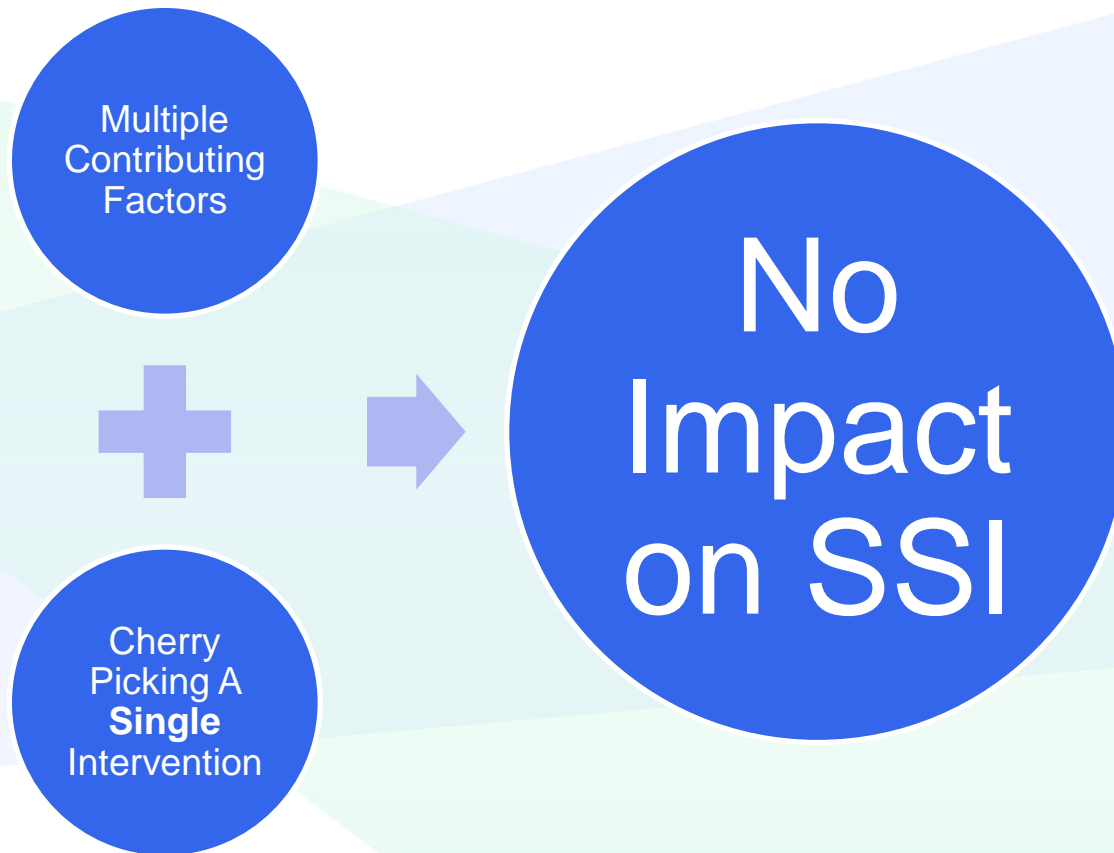 Multiple
Contributing
Factors
Cherry
Picking A
Single
Intervention
No
Impact
on SSI